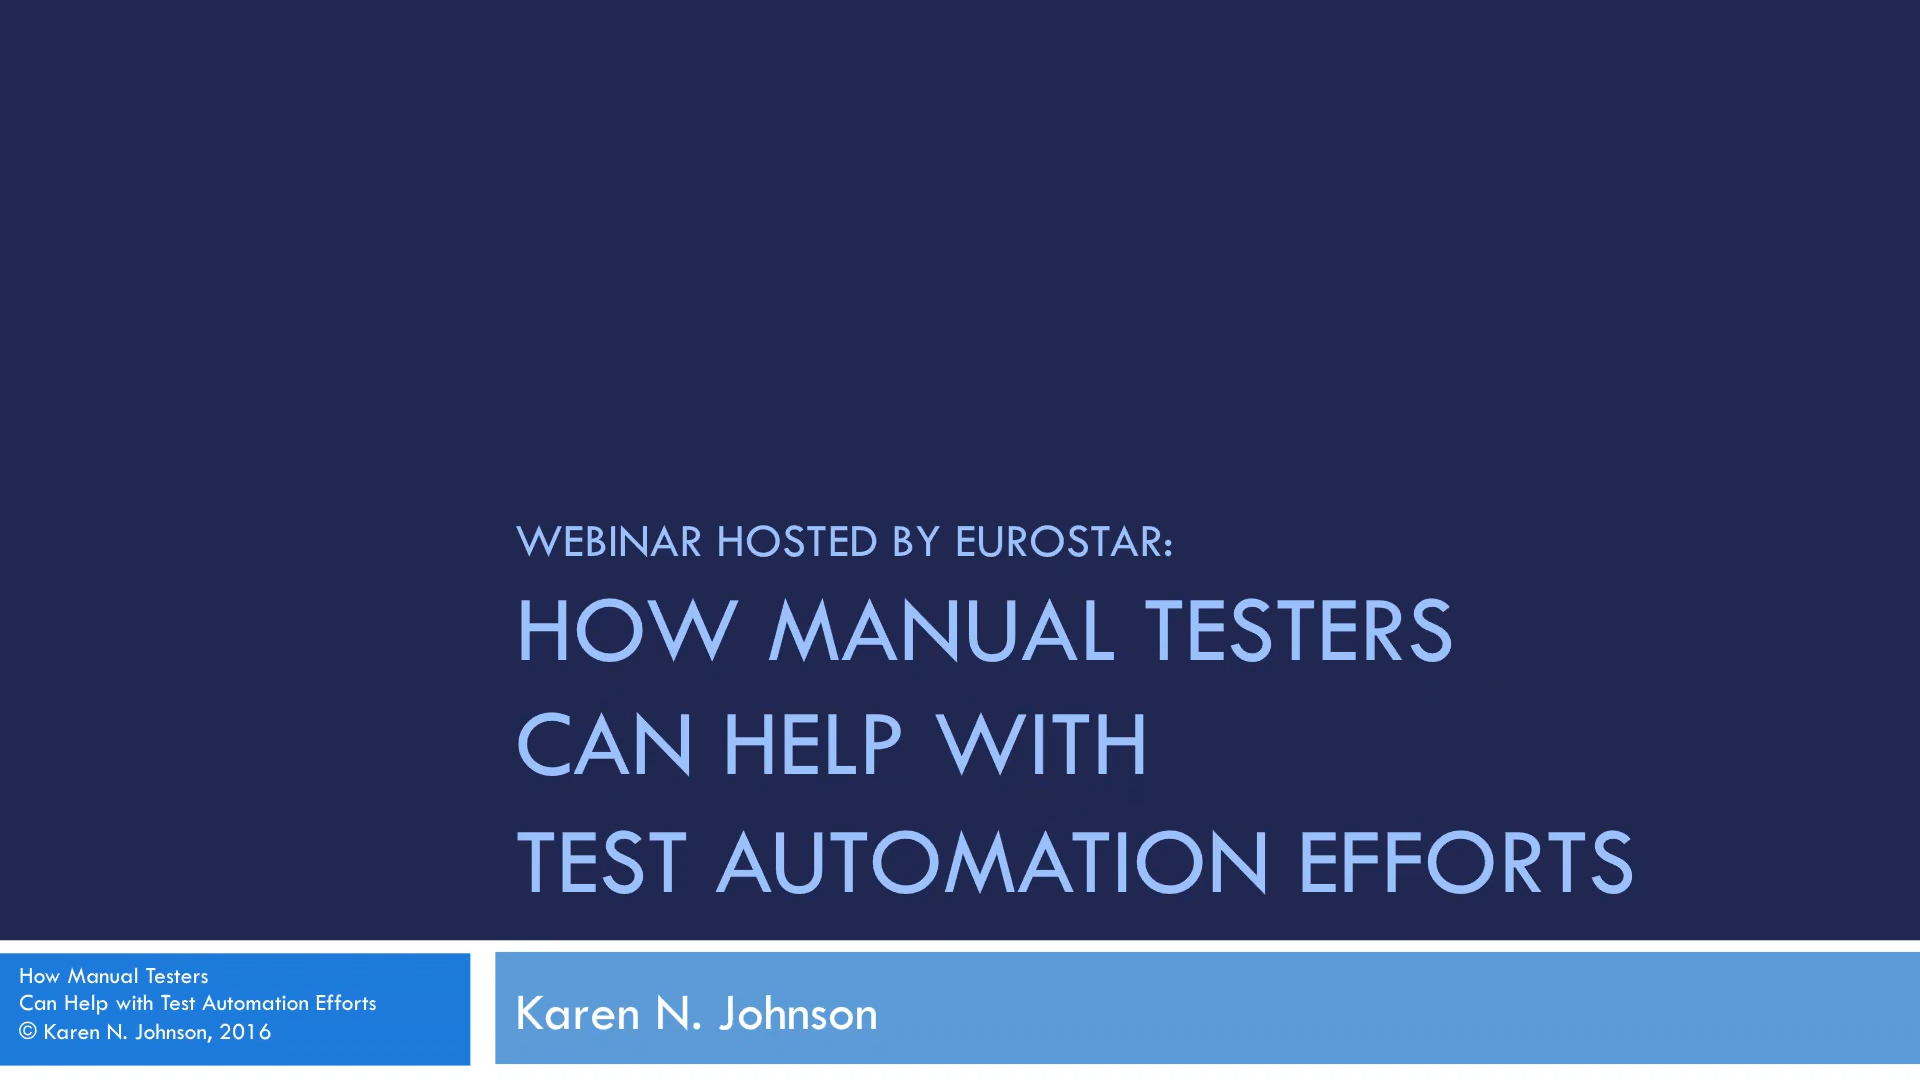 WEBINAR HOSTED BY EUROSTAR:
HOW MANUAL TESTERS
CAN HELP WITH
TEST AUTOMATION EFFORTS
How Manual Testers
Can Help with Test Automation Efforts
© Karen N. Johnson, 2016
Karen N. Johnson